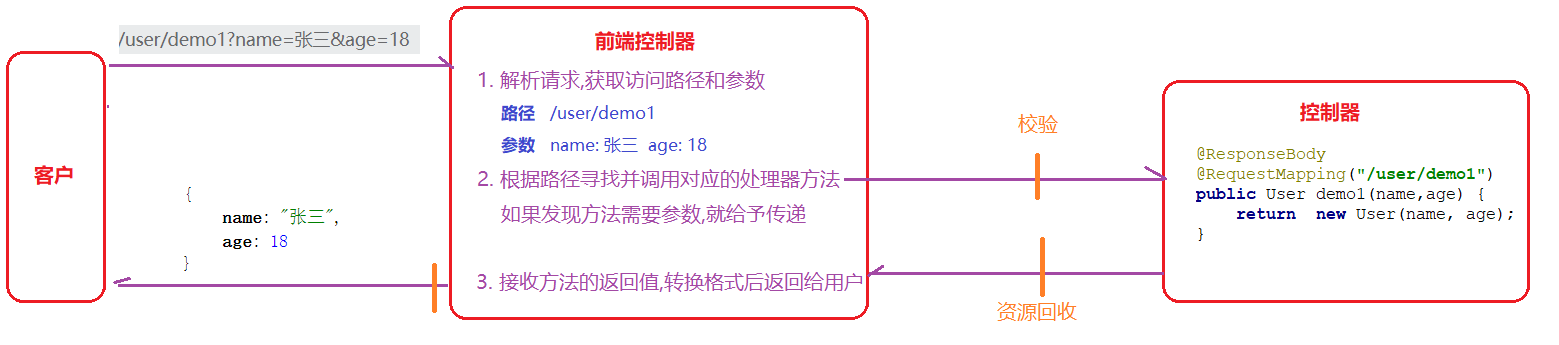 /user/demo1?name=张三&age=18
客户
{
name: "张三",
age: 18
}
前端控制器
1. 解析请求,获取访问路径和参数
路径 /user/demo1
参数 name: 张三 age: 18
2. 根据路径寻找并调用对应的处理器方法
如果发现方法需要参数,就给予传递
3. 接收方法的返回值,转换格式后返回给用户
校验
资源回收
控制器
@ResponseBody
@RequestMapping("/user/demo1")
public User demo1(name,age) {
return new User(name, age);
}